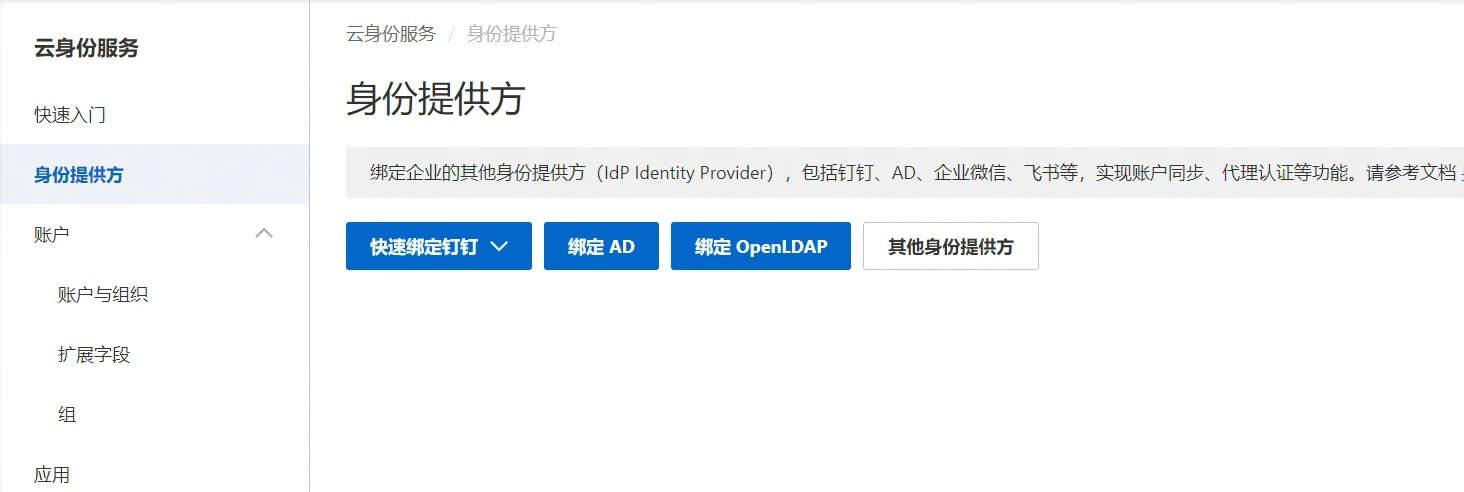 云身份服务
快速入门
身份提供方
账户
账户与组织
扩展字段
组
应用
云身份服务 / 身份提供方
身份提供方
绑定企业的其他身份提供方（IdP Identity Provider），包括钉钉、AD、企业微信、飞书等，实现账户同步、代理认证等功能。请参考文档
快速绑定钉钉 绑定 AD 绑定 OpenLDAP 其他身份提供方